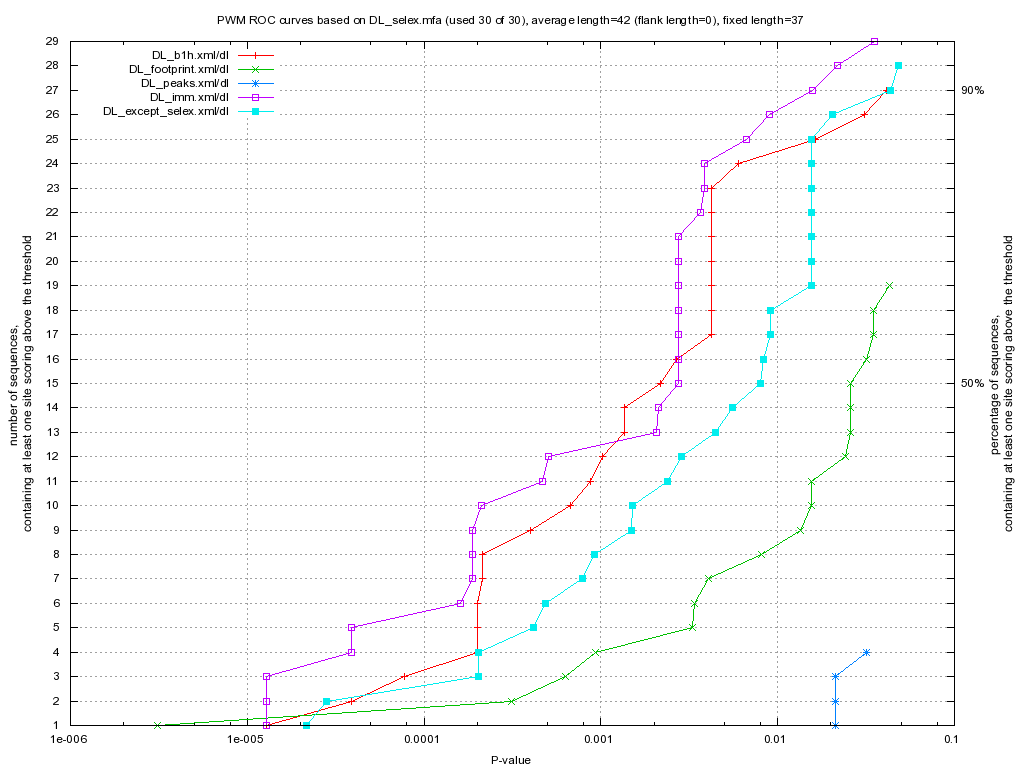 PWM ROC curves based on DL_selex.mfa (used 30 of 30), average length=42 (flank length=0), fixed length=37
DL_b1h.xml/dl
DL_footprint.xml/dl
DL_peaks.xml/dl
DL_imm.xml/dl
DL_except_selex.xml/dl
29
28
27
26
25
24
23
22
21
20
19
18
17
16
15
14
13
12
11
10
9
8
7
6
5
4
3
2
1
number of sequences,
containing at least one site scoring above the threshold
90%
50%
percentage of sequences,
containing at least one site scoring above the threshold
1e-006
1e-005
0.0001
0.001
0.01
0.1
P-value